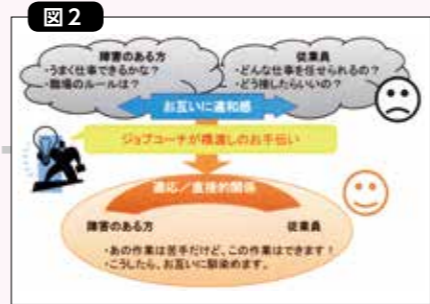 図2
障害のある方
・うまく仕事できるかな？
・職場のルールは？
従業員
・どんな仕事を任せられるの？
・どう接したらいいの？
お互いに違和感
ジョブコーチが橋渡しのお手伝い
適応／直接的関係
障害のある方
従業員
・あの作業は苦手だけど、この作業はできます！
・こうしたら、お互いに馴染めます。